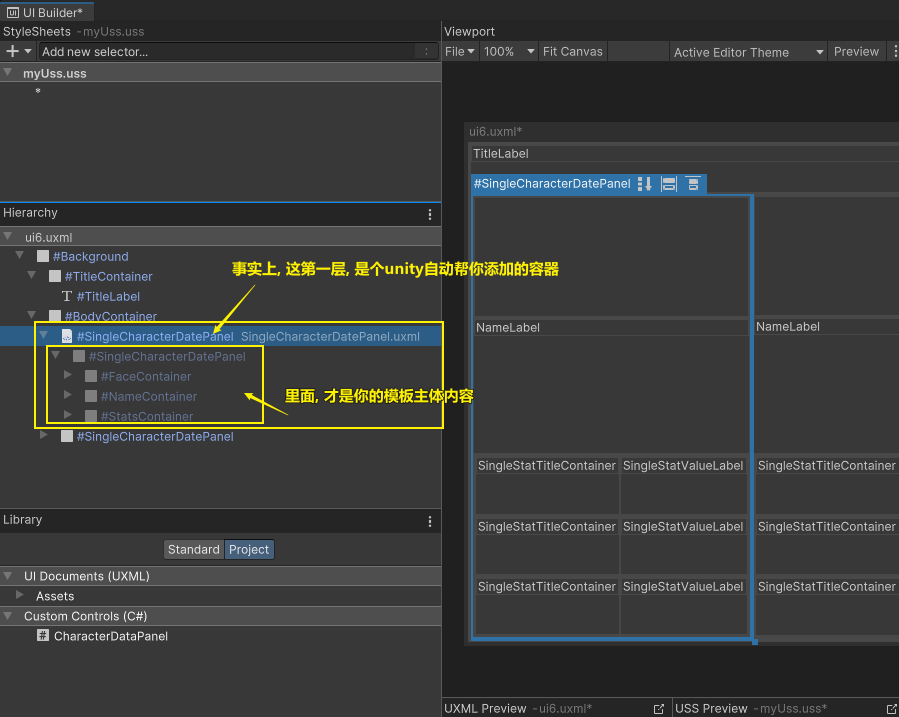 UI Builder*
StyleSheets - myUss.uss
Add new selector...
myUss.uss
*
Hierarchy
ui6.uxml
#Background
#TitleContainer
#TitleLabel
#BodyContainer
#SingleCharacterDatePanel SingleCharacterDatePanel.uxml
#SingleCharacterDatePanel
#FaceContainer
#NameContainer
#StatsContainer
#SingleCharacterDatePanel
事实上, 这第一层, 是个unity自动帮你添加的容器
里面, 才是你的模板主体内容
Library
Standard Project
UI Documents (UXML)
Assets
Custom Controls (C#)
CharacterDataPanel
Viewport
File 100% Fit Canvas Active Editor Theme Preview
ui6.uxml*
TitleLabel
#SingleCharacterDatePanel
NameLabel NameLabel
SingleStatTitleContainer SingleStatValueLabel SingleStatTitleContainer
SingleStatTitleContainer SingleStatValueLabel SingleStatTitleContainer
SingleStatTitleContainer SingleStatValueLabel SingleStatTitleContainer
UXML Preview - ui6.uxml* USS Preview - myUss.uss*